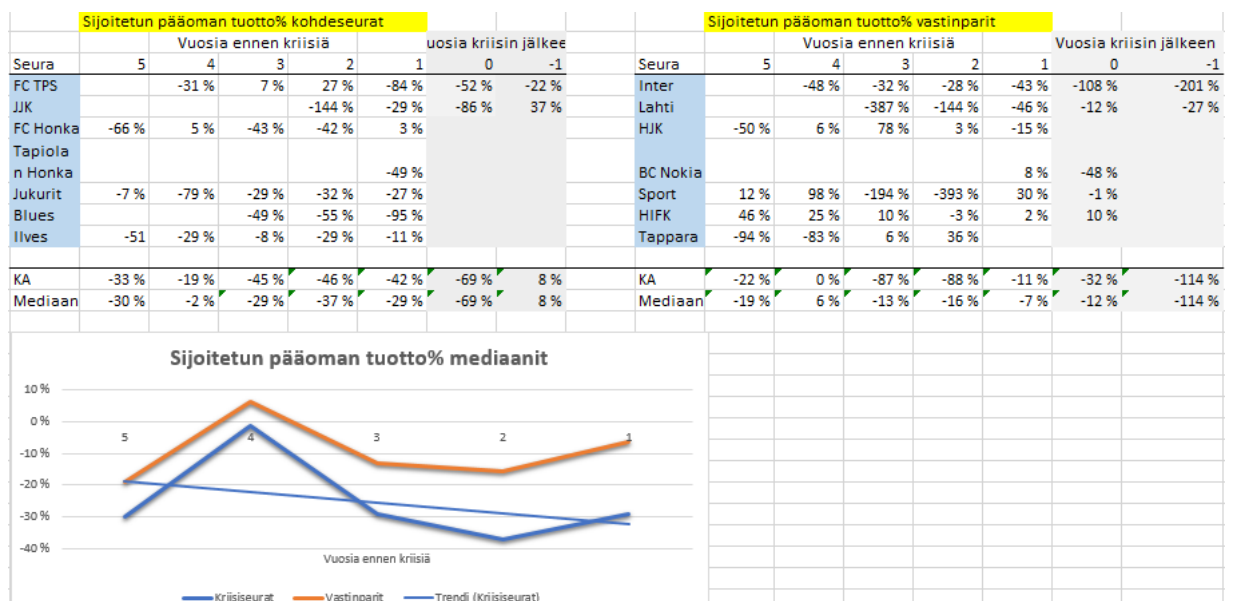 Sijoitetun pääoman tuotto% kohdeseurat Sijoitetun pääoman tuotto% vastinparit
Vuosia ennen kriisiä uosia kriisin jälkee Vuosia ennen kriisiä Vuosia kriisin jälkeen
Seura 5 4 3 2 1 0 -1 Seura 5 4 3 2 1 0 -1
FC TPS -31 % 7 % 27 % -84 % -52 % -22 % Inter -48 % -32 % -28 % -43 % -108 % -201 %
JJK -144 % -29 % -86 % 37 % Lahti -387 % -144 % -46 % -12 % -27 %
FC Honka -66 % 5 % -43 % -42 % 3 % HJK -50 % 6 % 78 % 3 % -15 %
Tapiola
n Honka -49 % BC Nokia 8 % -48 %
Jukurit -7 % -79 % -29 % -32 % -27 % Sport 12 % 98 % -194 % -393 % 30 % -1 %
Blues -49 % -55 % -95 % HIFK 46 % 25 % 10 % -3 % 2 % 10 %
Ilves -51 -29 % -8 % -29 % -11 % Tappara -94 % -83 % 6 % 36 %
KA -33 % -19 % -45 % -46 % -42 % -69 % 8 % KA -22 % 0 % -87 % -88 % -11 % -32 % -114 %
Mediaan -30 % -2 % -29 % -37 % -29 % -69 % 8 % Mediaan -19 % 6 % -13 % -16 % -7 % -12 % -114 %
Sijoitetun pääoman tuotto% mediaanit
10 %
0 %
5 4 3 2 1
-10 %
-20 %
-30 %
-40 %
Vuosia ennen kriisiä
Kriisiseurat Vastinparit Trendi (Kriisiseurat)